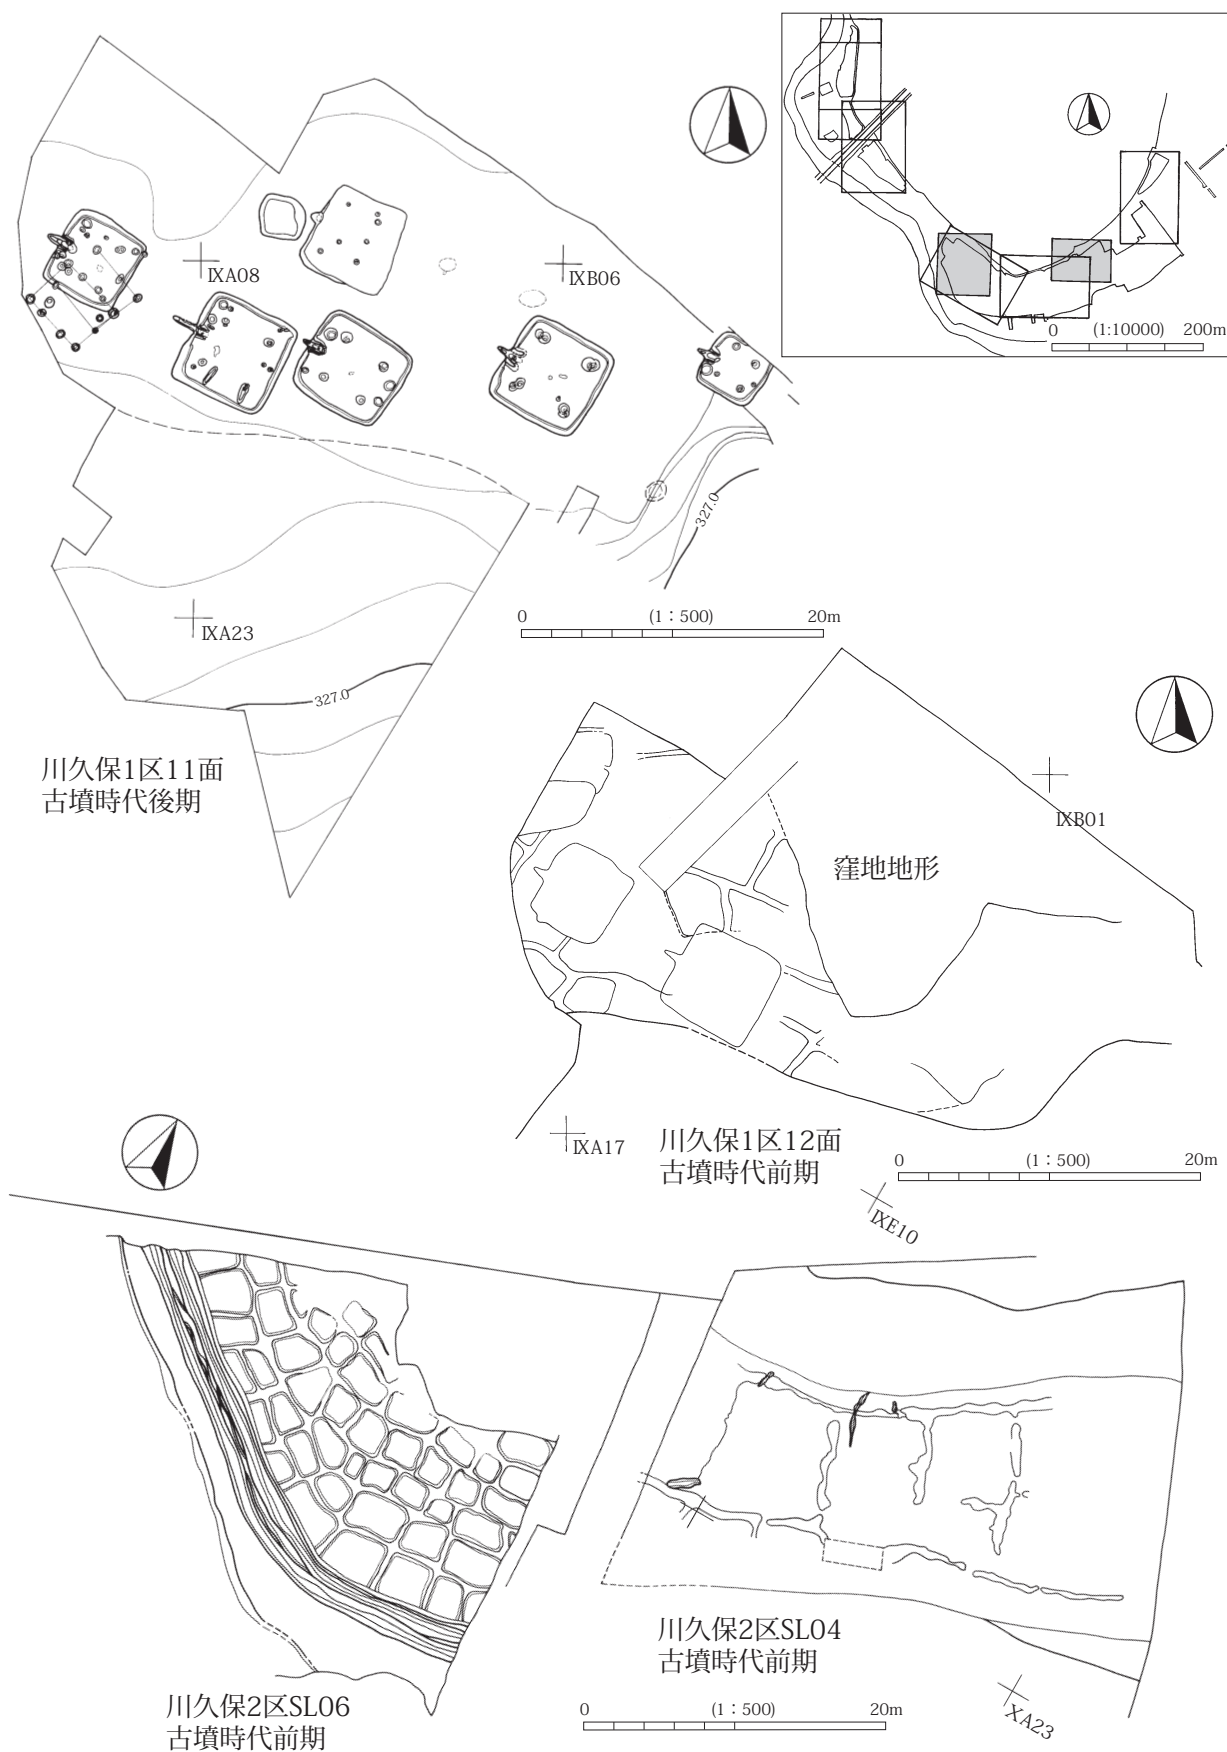 0 (1:10000) 200m
IXA08
IXB06
327.0
IXA23
0 (1：500) 20m
327.0
川久保1区11面
古墳時代後期
IXB01
窪地地形
IXA17
川久保1区12面
古墳時代前期
0 (1：500) 20m
IXE10
川久保2区SL04
古墳時代前期
川久保2区SL06
古墳時代前期
0 (1：500) 20m
XA23